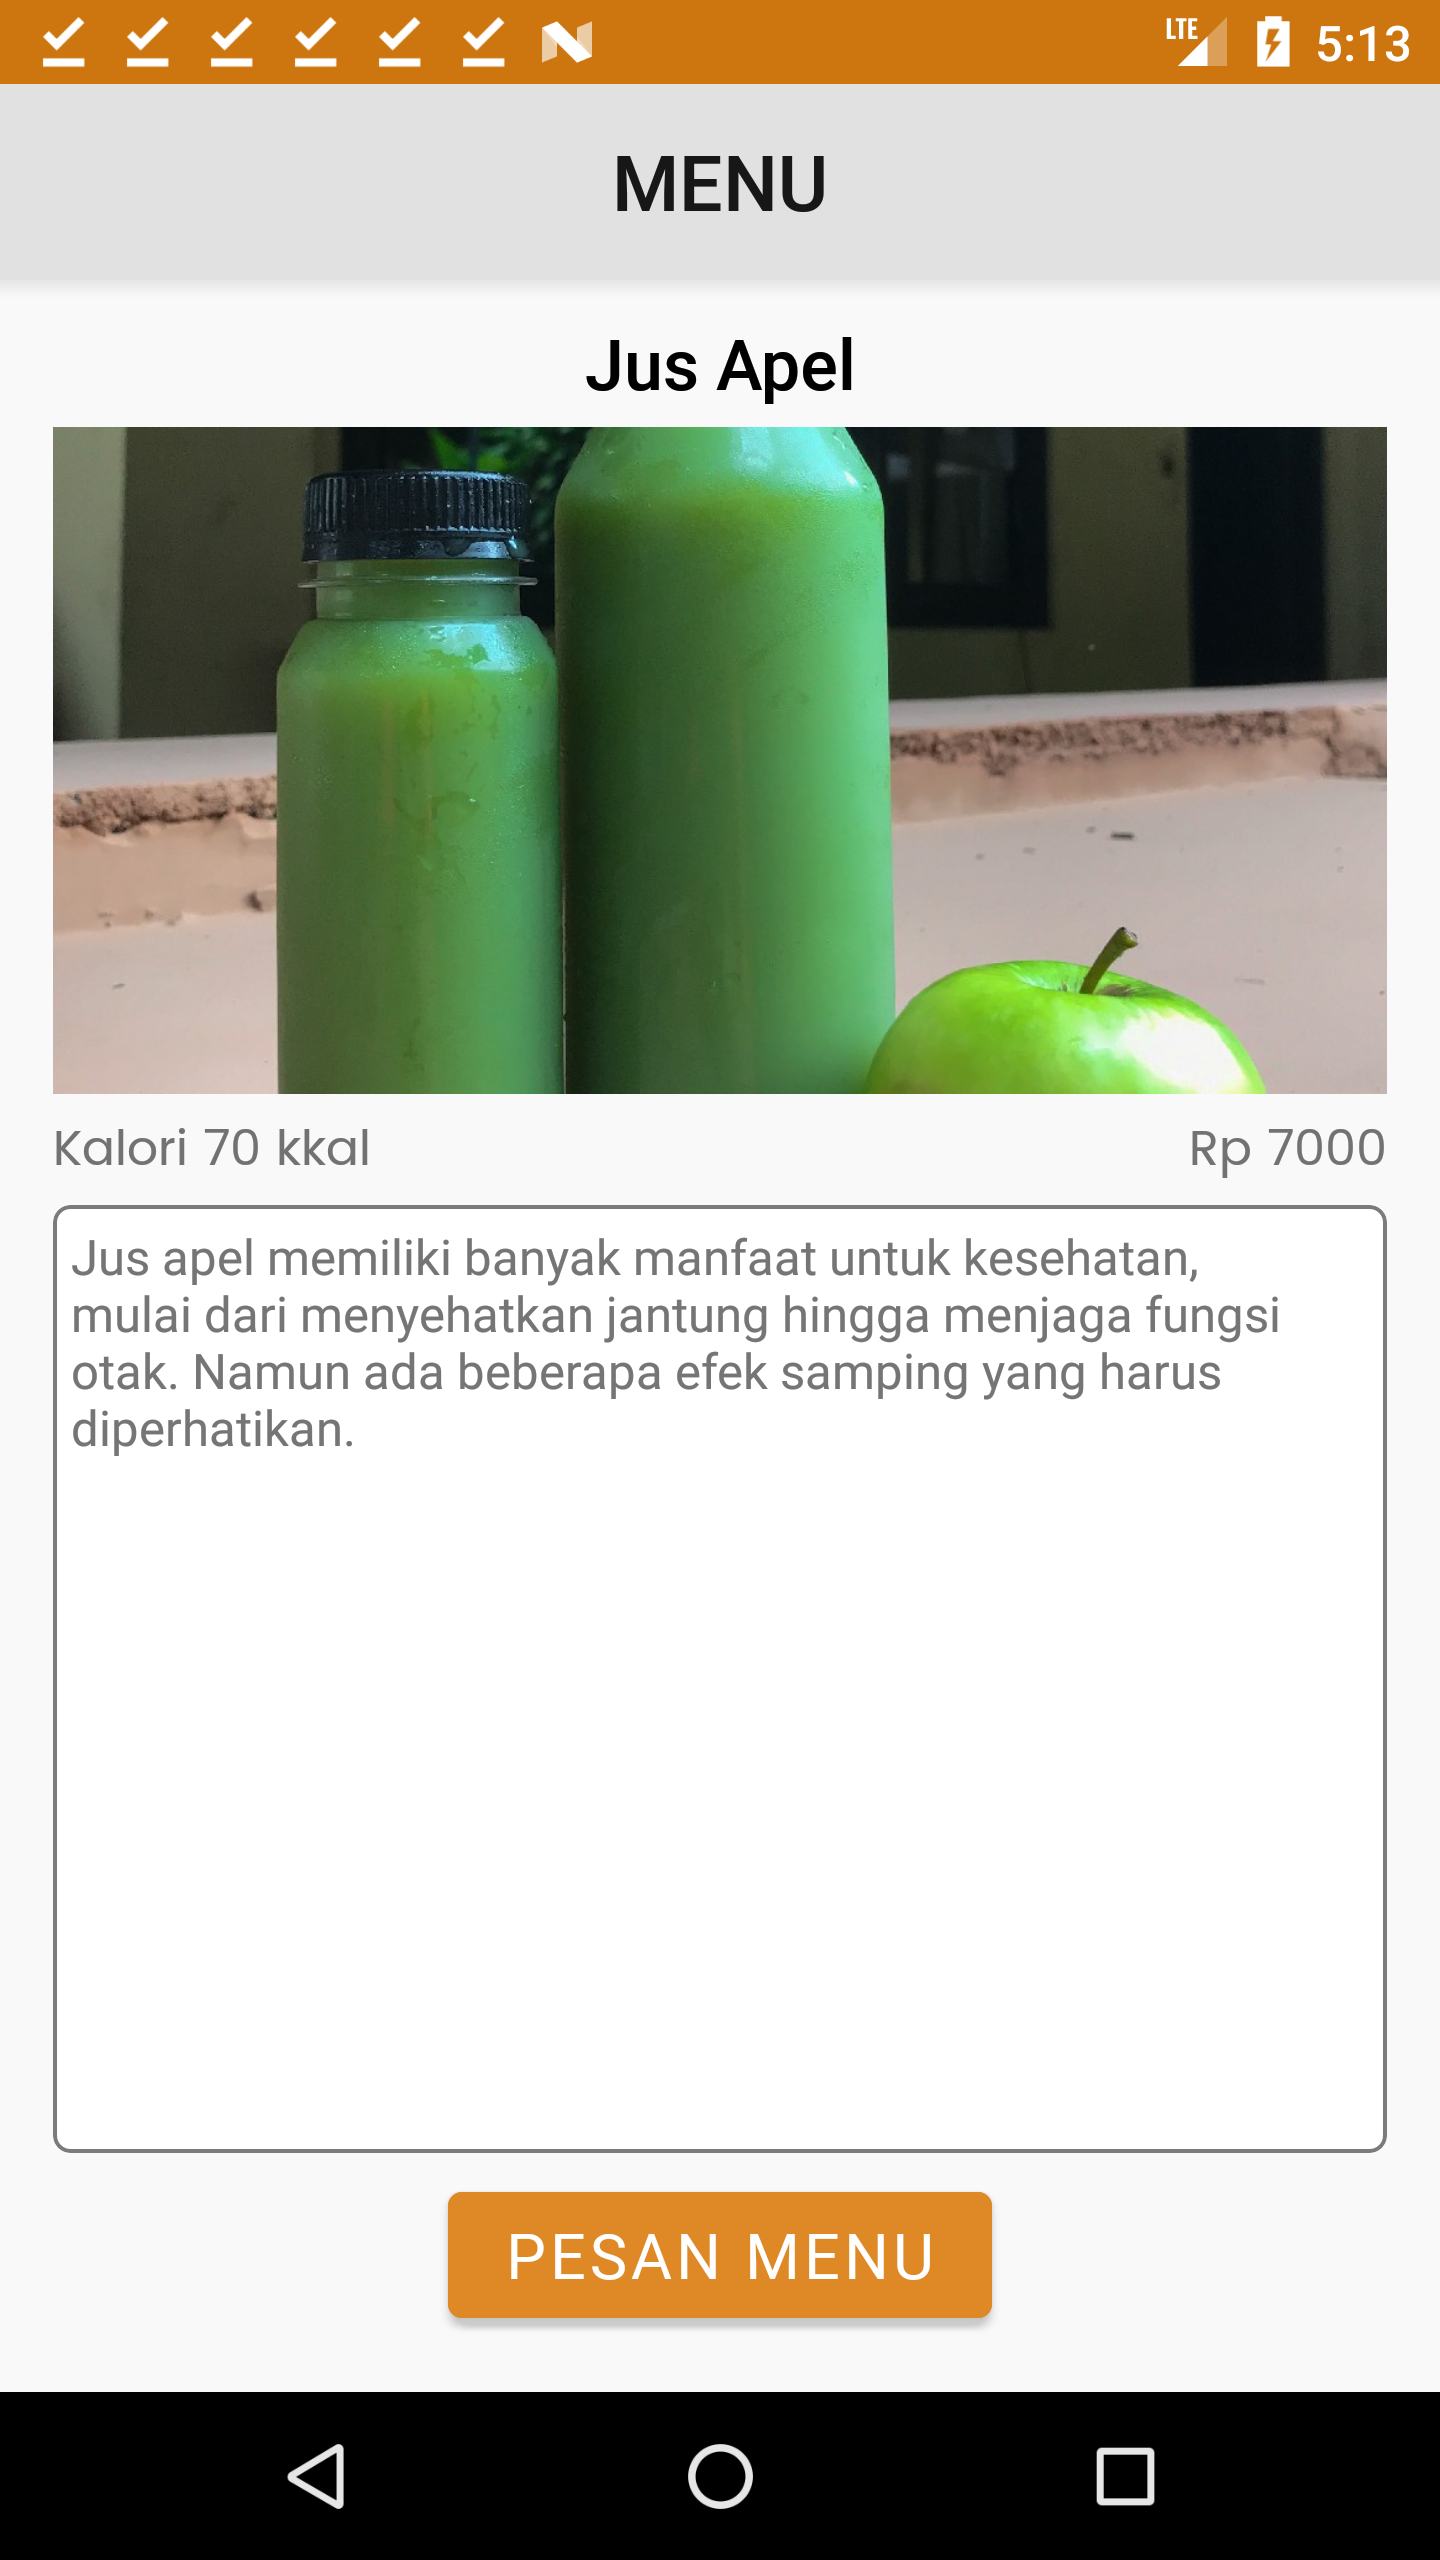 LTE 5:13
MENU
Jus Apel
Kalori 70 kkal Rp 7000
Jus apel memiliki banyak manfaat untuk kesehatan,
mulai dari menyehatkan jantung hingga menjaga fungsi
otak. Namun ada beberapa efek samping yang harus
diperhatikan.
PESAN MENU